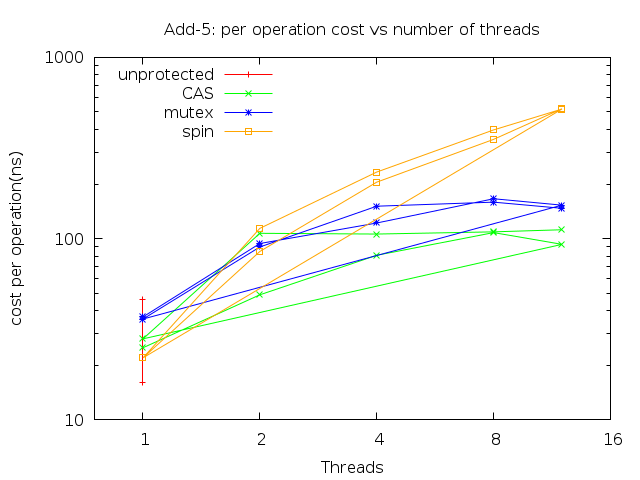 Add-5: per operation cost vs number of threads
1000
unprotected
CAS
mutex
spin
cost per operation(ns)
100
10
1 2 4 8 16
Threads